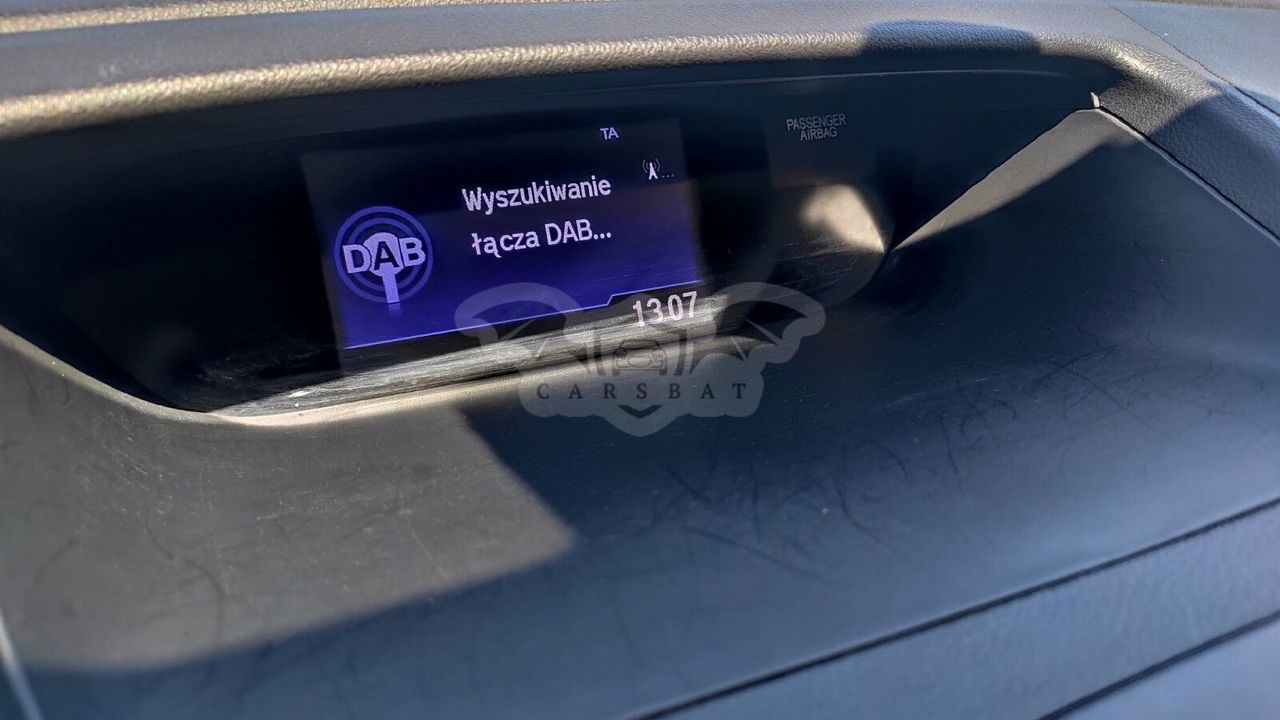 TA
PASSENGER
AIRBAG
Wyszukiwanie
łącza DAB...
DAB
13:07
CARSBAT